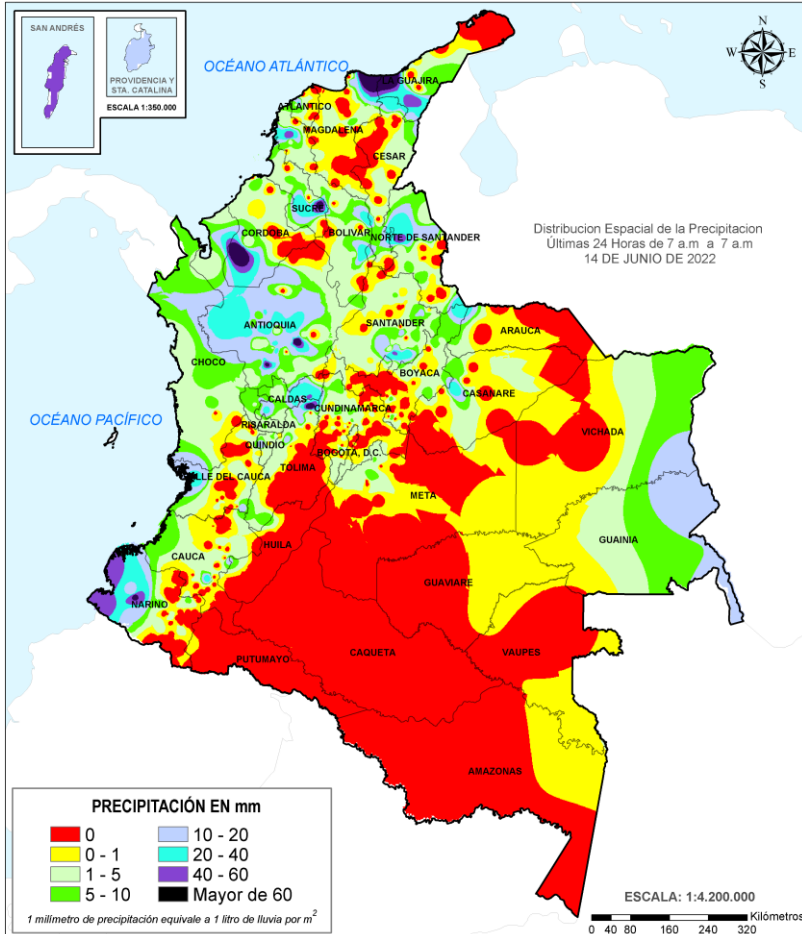 SAN ANDRÉS
PROVIDENCIA Y
STA. CATALINA
ESCALA 1:350.000
OCÉANO ATLÁNTICO
N
W E
S
LA GUAJIRA
ATLANTICO
MAGDALENA
CESAR
SUCRE
CORDOBA
BOLIVAR
NORTE DE SANTANDER
Distribucion Espacial de la Precipitacion
Últimas 24 Horas de 7 a.m a 7 a.m
14 DE JUNIO DE 2022
ANTIOQUIA
SANTANDER
ARAUCA
CHOCO
BOYACA
CASANARE
CALDAS
CUNDINAMARCA
OCÉANO PACÍFICO
RISARALDA
VICHADA
QUINDIO
BOGOTA, D.C.
TOLIMA
VALLE DEL CAUCA
META
GUAINIA
HUILA
CAUCA
GUAVIARE
NARIÑO
CAQUETA
VAUPES
PUTUMAYO
AMAZONAS
PRECIPITACIÓN EN mm
0 10 - 20
0 - 1 20 - 40
1 - 5 40 - 60
5 - 10 Mayor de 60
1 milímetro de precipitación equivale a 1 litro de lluvia por m²
ESCALA: 1:4.200.000
Kilómetros
0 40 80 160 240 320